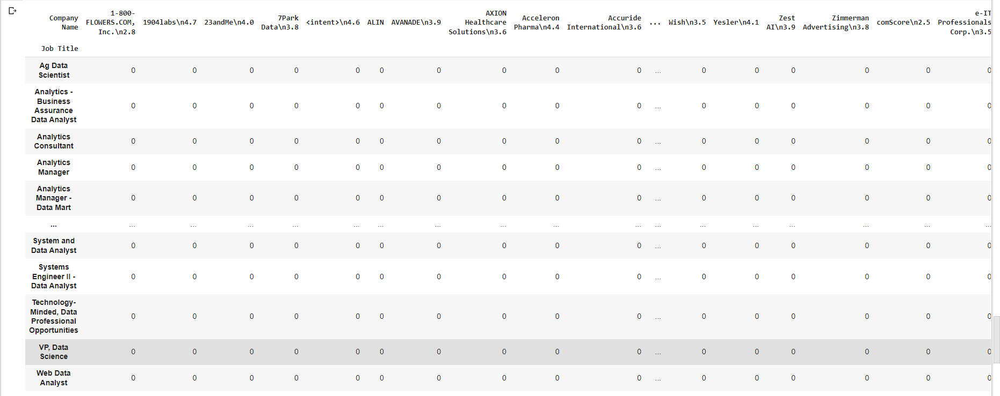 Company Name 1-800-FLOWERS.COM, Inc.\n2.8 1904labs\n4.7 23andMe\n4.0 7Park Data\n3.8 <intent>\n4.6 ALIN AVANADE\n3.9 AXION Healthcare Solutions\n3.6 Acceleron Pharma\n4.4 Accuride International\n3.6 ... Wish\n3.5 Yesler\n4.1 Zest AI\n3.9 Zimmerman Advertising\n3.8 comScore\n2.5 e-IT Professionals Corp.\n3.5
Job Title
Ag Data Scientist 0 0 0 0 0 0 0 0 0 0 ... 0 0 0 0 0 0
Analytics - Business Assurance Data Analyst 0 0 0 0 0 0 0 0 0 0 ... 0 0 0 0 0 0
Analytics Consultant 0 0 0 0 0 0 0 0 0 0 ... 0 0 0 0 0 0
Analytics Manager 0 0 0 0 0 0 0 0 0 0 ... 0 0 0 0 0 0
Analytics Manager - Data Mart 0 0 0 0 0 0 0 0 0 0 ... 0 0 0 0 0 0
... ... ... ... ... ... ... ... ... ... ... ... ... ... ... ... ... ...
System and Data Analyst 0 0 0 0 0 0 0 0 0 0 ... 0 0 0 0 0 0
Systems Engineer II - Data Analyst 0 0 0 0 0 0 0 0 0 0 ... 0 0 0 0 0 0
Technology-Minded, Data Professional Opportunities 0 0 0 0 0 0 0 0 0 0 ... 0 0 0 0 0 0
VP, Data Science 0 0 0 0 0 0 0 0 0 0 ... 0 0 0 0 0 0
Web Data Analyst 0 0 0 0 0 0 0 0 0 0 ... 0 0 0 0 0 0